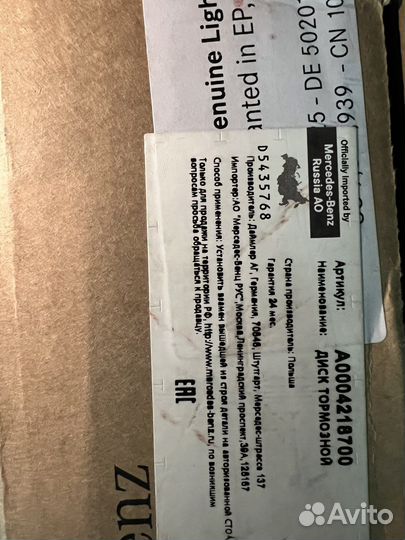 enuine Ligh
anted in EP,
5 - DE 50201
939 - CN 10
Officially Imported by
Mercedes-Benz
Russia AO
D5435768
Артикул: A0004218700
Наименование: ДИСК ТОРМОЗНОЙ
Страна производитель: Польша
Гарантия 24 мес.
Производитель: Даймлер АГ, Германия, 70546, Штутгарт, Мерседес-штрассе 137
Импортер:АО "Мерседес-Бенц РУС",Москва,Ленинградский проспект,39А,125167
Способ применения: Установить взамен вышедшей из строя детали на авторизованной СТО
Только для продажи на территории РФ, http://www.mercedes-benz.ru, по возникшим
вопросам просьба обращаться к продавцу.
EAC
enz
Avito